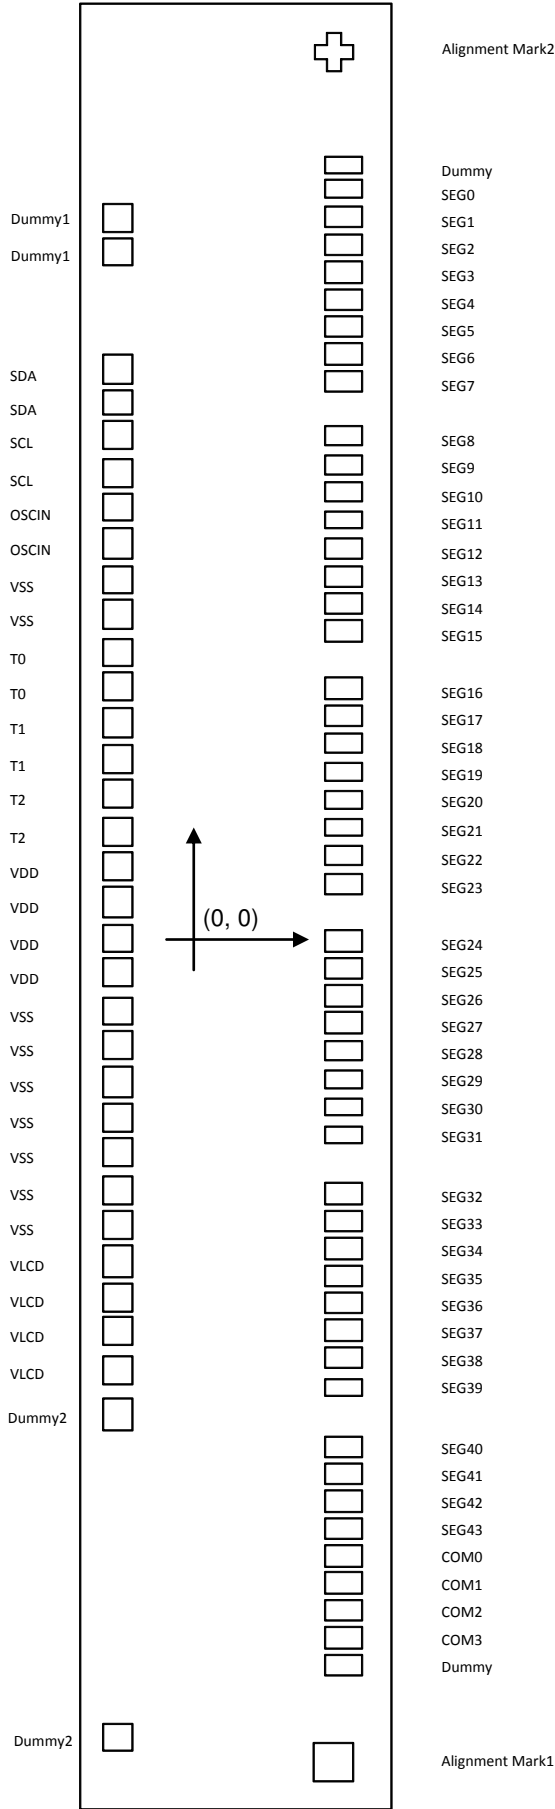 Alignment Mark2
Dummy
SEG0
Dummy1
SEG1
SEG2
Dummy1
SEG3
SEG4
SEG5
SEG6
SDA
SEG7
SDA
SCL
SEG8
SEG9
SCL
SEG10
OSCIN
SEG11
OSCIN
SEG12
VSS
SEG13
SEG14
VSS
SEG15
T0
T0
SEG16
SEG17
T1
SEG18
T1
SEG19
T2
SEG20
SEG21
T2
SEG22
VDD
SEG23
VDD
(0, 0)
VDD
SEG24
SEG25
VDD
SEG26
VSS
SEG27
VSS
SEG28
SEG29
VSS
SEG30
VSS
SEG31
VSS
VSS
SEG32
SEG33
VSS
SEG34
VLCD
SEG35
VLCD
SEG36
SEG37
VLCD
SEG38
VLCD
SEG39
Dummy2
SEG40
SEG41
SEG42
SEG43
COM0
COM1
COM2
COM3
Dummy
Dummy2
Alignment Mark1